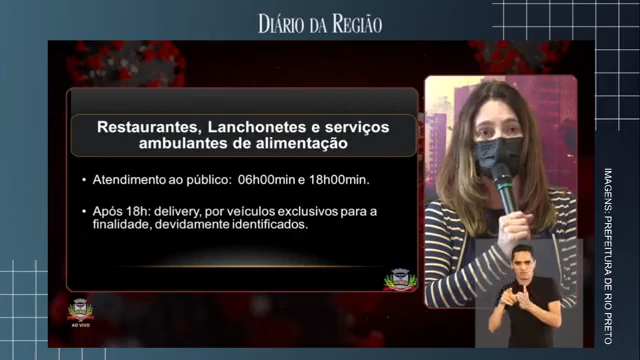 DIÁRIO DA REGIÃO
Restaurantes, Lanchonetes e serviços
ambulantes de alimentação
• Atendimento ao público: 06h00min e 18h00min.
• Após 18h: delivery, por veículos exclusivos para a
finalidade, devidamente identificados.
AO VIVO
IMAGENS: PREFEITURA DE RIO PRETO